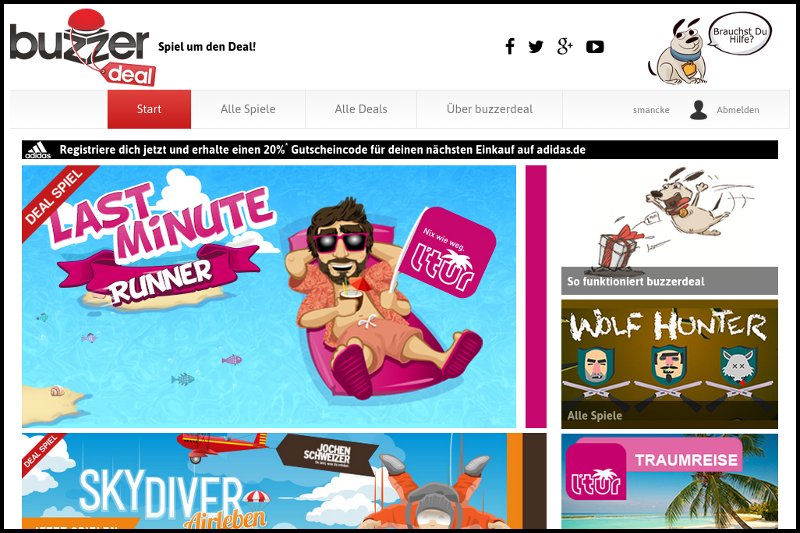 buzzer
deal
Spiel um den Deal!
Brauchst Du
Hilfe?
Start
Alle Spiele
Alle Deals
Über buzzerdeal
smancke
Abmelden
adidas
Registriere dich jetzt und erhalte einen 20%* Gutscheincode für deinen nächsten Einkauf auf adidas.de
DEAL SPIEL
LAST
MINUTE
RUNNER
Nix wie weg.
l'tur
So funktioniert buzzerdeal
WOLF HUNTER
Alle Spiele
DEAL SPIEL
JOCHEN
SCHWEIZER
SKYDIVER
Airleben
JETZT SPIELEN
l'tur
TRAUMREISE